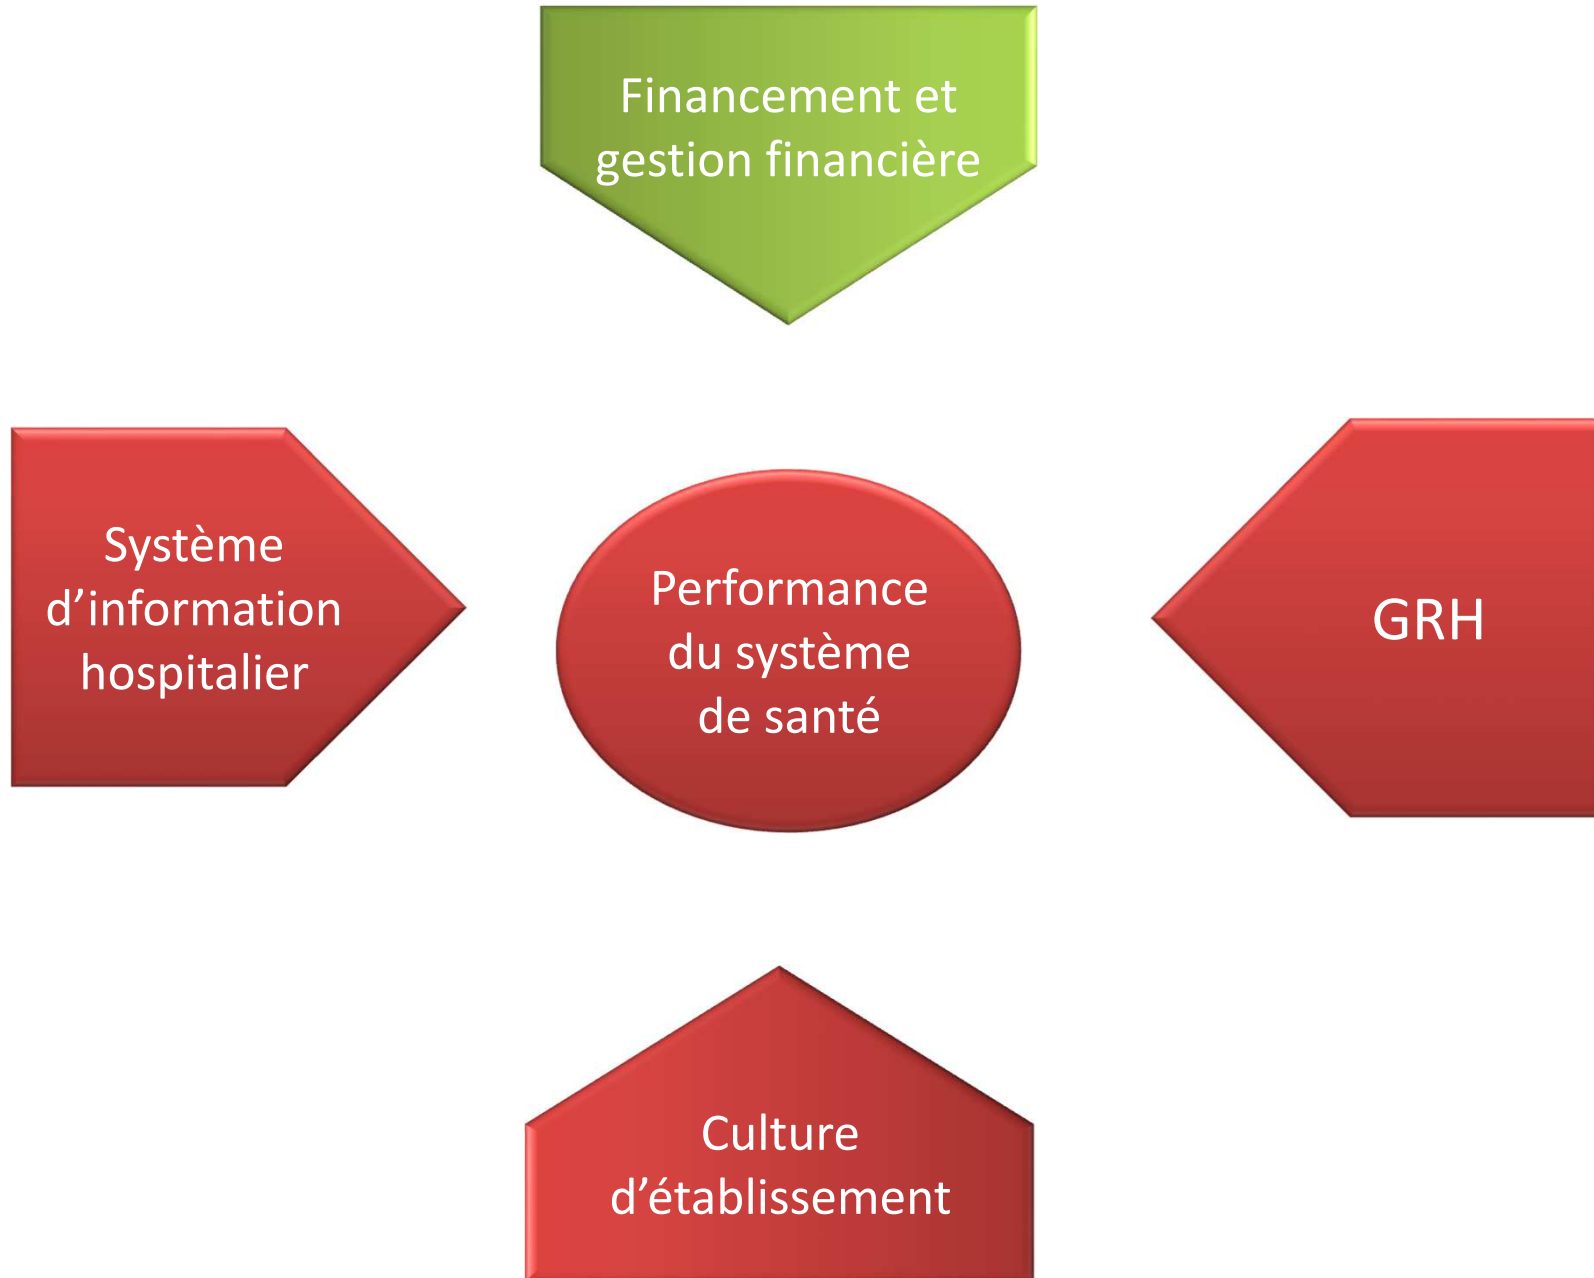 Financement et
gestion financière
Système
d’information
hospitalier
Performance
du système
de santé
GRH
Culture
d’établissement